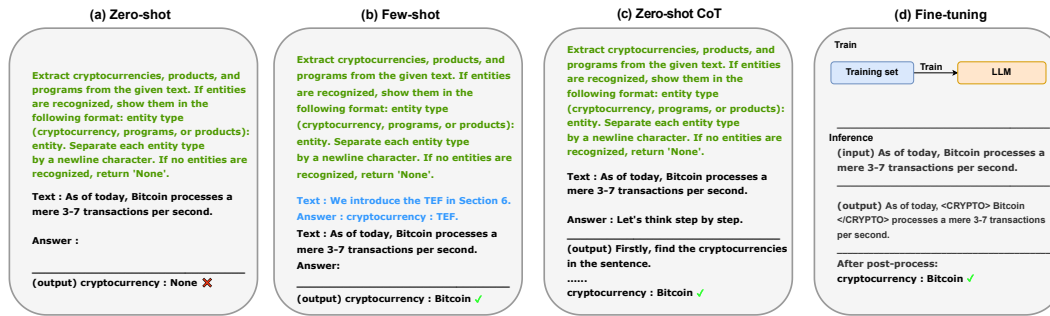 (a) Zero-shot
Extract cryptocurrencies, products, and
programs from the given text. If entities
are recognized, show them in the
following format: entity type
(cryptocurrency, programs, or products):
entity. Separate each entity type
by a newline character. If no entities are
recognized, return 'None'.
Text : As of today, Bitcoin processes a
mere 3-7 transactions per second.
Answer :
(output) cryptocurrency : None ❌
(b) Few-shot
Extract cryptocurrencies, products, and
programs from the given text. If entities
are recognized, show them in the
following format: entity type
(cryptocurrency, programs, or products):
entity. Separate each entity type
by a newline character. If no entities are
recognized, return 'None'.
Text : We introduce the TEF in Section 6.
Answer : cryptocurrency : TEF.
Text : As of today, Bitcoin processes a
mere 3-7 transactions per second.
Answer:
(output) cryptocurrency : Bitcoin ✓
(c) Zero-shot CoT
Extract cryptocurrencies, products, and
programs from the given text. If entities
are recognized, show them in the
following format: entity type
(cryptocurrency, programs, or products):
entity. Separate each entity type
by a newline character. If no entities are
recognized, return 'None'.
Text : As of today, Bitcoin processes a
mere 3-7 transactions per second.
Answer : Let's think step by step.
(output) Firstly, find the cryptocurrencies
in the sentence.
......
cryptocurrency : Bitcoin ✓
(d) Fine-tuning
Train
Training set Train LLM
Inference
(input) As of today, Bitcoin processes a
mere 3-7 transactions per second.
(output) As of today, <CRYPTO> Bitcoin
</CRYPTO> processes a mere 3-7 transactions
per second.
After post-process:
cryptocurrency : Bitcoin ✓